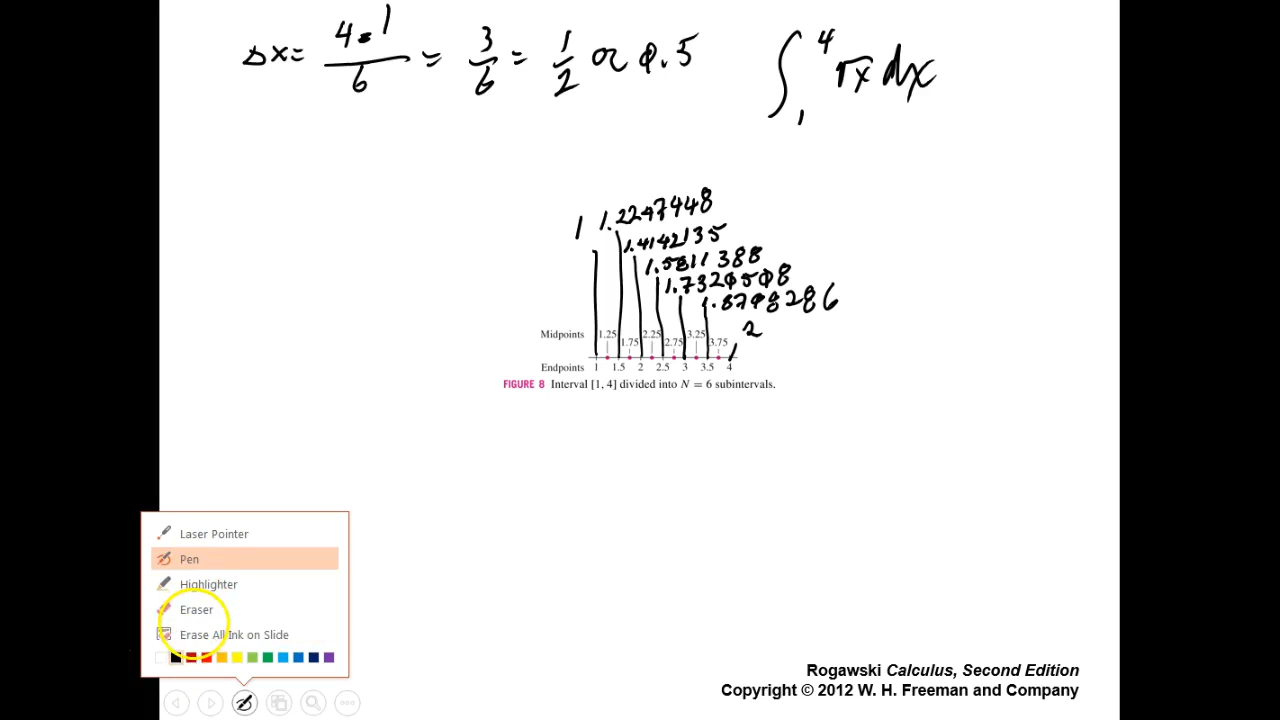 Δx = 4-1/6 = 3/6 = 1/2 or 0.5
∫₁⁴ √x dx
1 1.2247448
1.4142135
1.5811388
1.7320508
1.8708286
2
Midpoints 1.25 1.75 2.25 2.75 3.25 3.75
Endpoints 1 1.5 2 2.5 3 3.5 4
FIGURE 8 Interval [1, 4] divided into N = 6 subintervals.
Laser Pointer
Pen
Highlighter
Eraser
Erase All Ink on Slide
Rogawski Calculus, Second Edition
Copyright © 2012 W. H. Freeman and Company